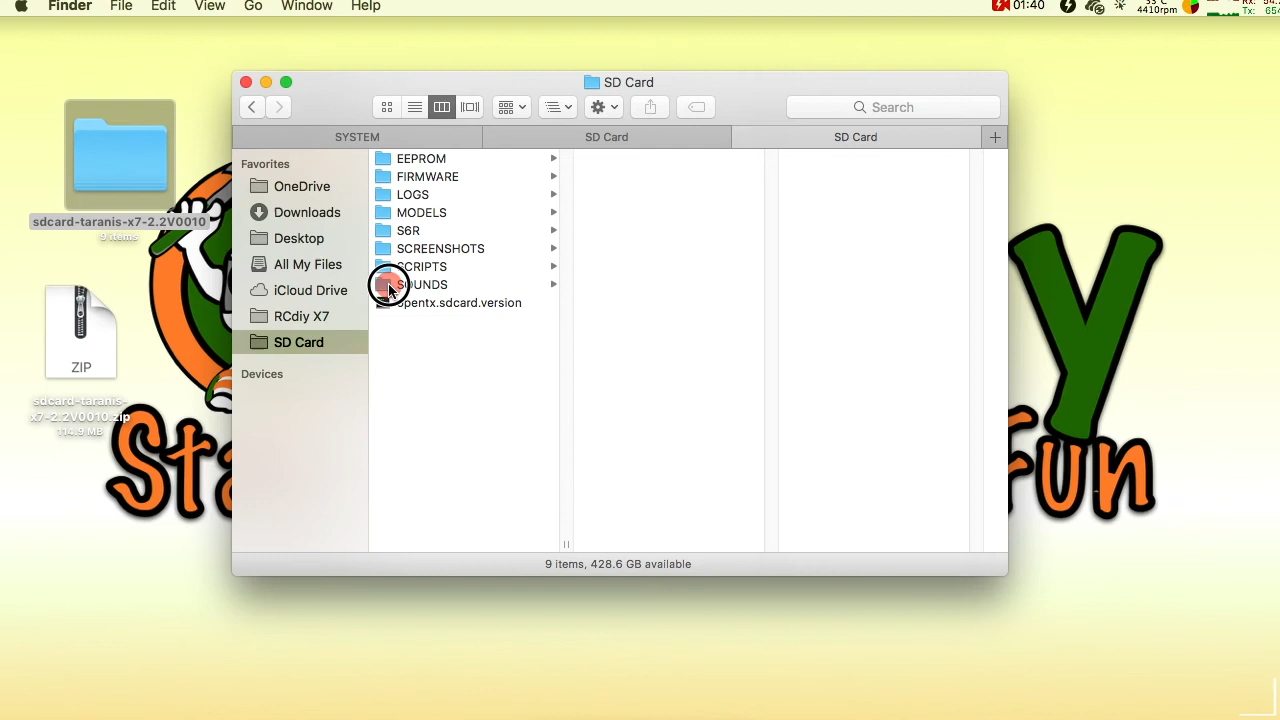 Finder File Edit View Go Window Help
01:40
4410rpm
SD Card
Search
SYSTEM SD Card SD Card
Favorites
OneDrive
Downloads
Desktop
All My Files
iCloud Drive
RCdiy X7
SD Card
Devices
EEPROM
FIRMWARE
LOGS
MODELS
S6R
SCREENSHOTS
SCRIPTS
SOUNDS
opentx.sdcard.version
9 items, 428.6 GB available
sdcard-taranis-x7-2.2V0010
9 items
ZIP
sdcard-taranis-
x7-2.2V0010.zip
114.9 MB
Y
Sta
Fun